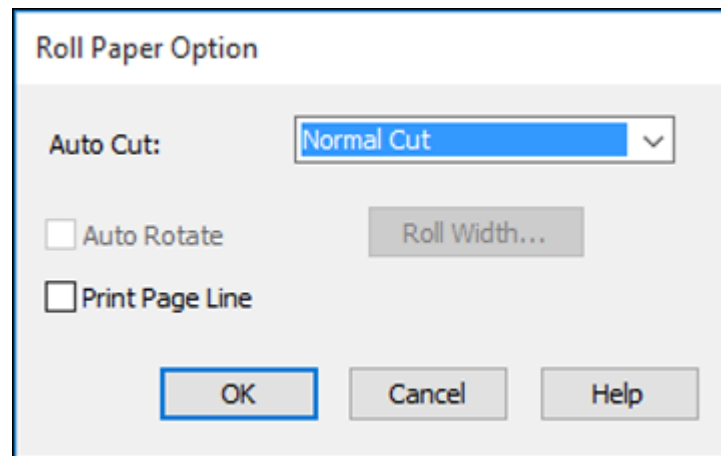 Roll Paper Option
Auto Cut: Normal Cut
Auto Rotate Roll Width...
Print Page Line
OK Cancel Help